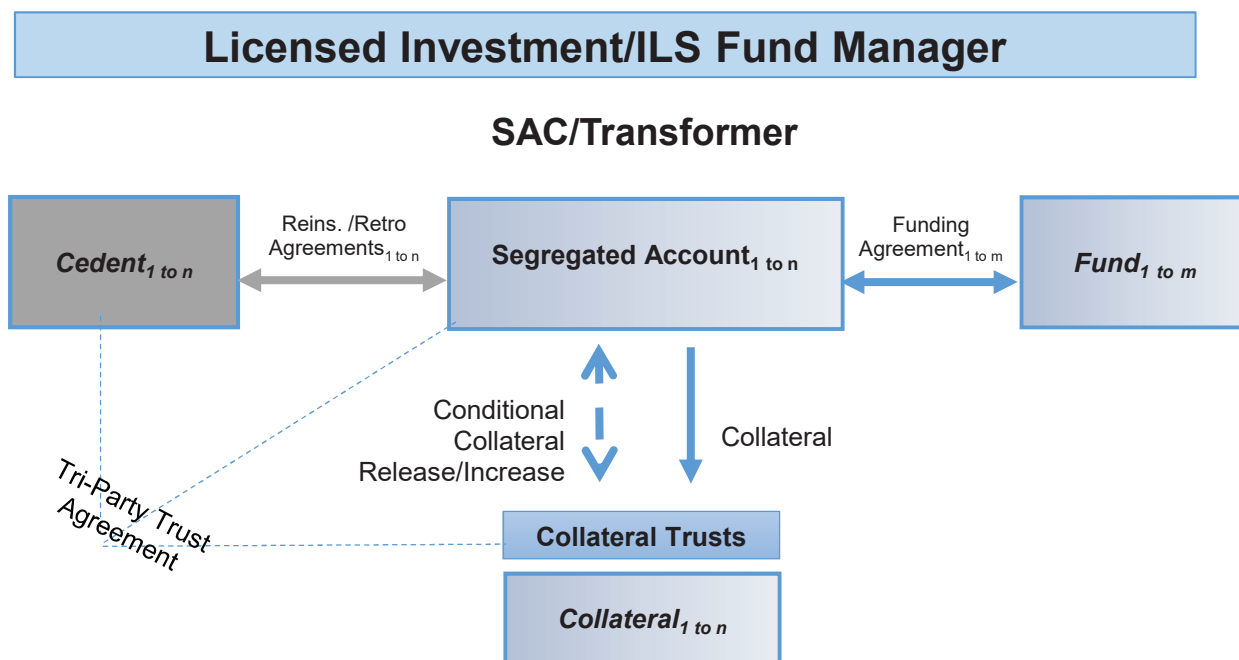 Licensed Investment/ILS Fund Manager
SAC/Transformer
Cedent1 to n
Reins. /Retro
Agreements1 to n
Segregated Account1 to n
Funding
Agreement1 to m
Fund1 to m
Conditional
Collateral
Release/Increase
Collateral
Tri-Party Trust
Agreement
Collateral Trusts
Collateral1 to n